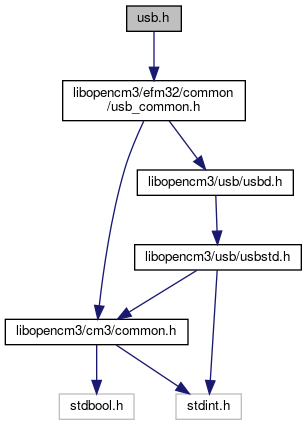 usb.h
libopencm3/efm32/common
/usb_common.h
libopencm3/usb/usbd.h
libopencm3/usb/usbstd.h
libopencm3/cm3/common.h
stdbool.h
stdint.h